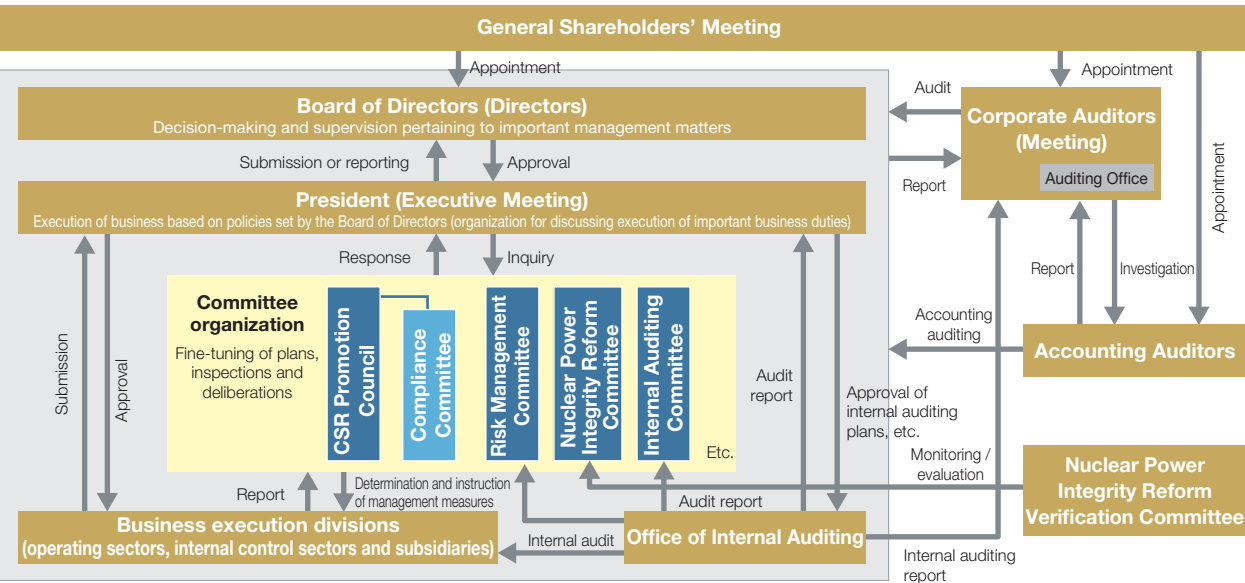 General Shareholders’ Meeting
Appointment
Appointment
Appointment
Board of Directors (Directors)
Decision-making and supervision pertaining to important management matters
Audit
Corporate Auditors
(Meeting)
Auditing Office
Report
Submission or reporting
Approval
President (Executive Meeting)
Execution of business based on policies set by the Board of Directors (organization for discussing execution of important business duties)
Response
Inquiry
Report
Investigation
Submission
Approval
Committee
organization
Fine-tuning of plans,
inspections and
deliberations
CSR Promotion
Council
Compliance
Committee
Risk Management
Committee
Nuclear Power
Integrity Reform
Committee
Internal Auditing
Committee
Etc.
Audit
report
Approval of
internal auditing
plans, etc.
Accounting
auditing
Accounting Auditors
Monitoring /
evaluation
Nuclear Power
Integrity Reform
Verification Committee
Report
Determination and instruction
of management measures
Audit report
Business execution divisions
(operating sectors, internal control sectors and subsidiaries)
Internal audit
Office of Internal Auditing
Internal auditing
report